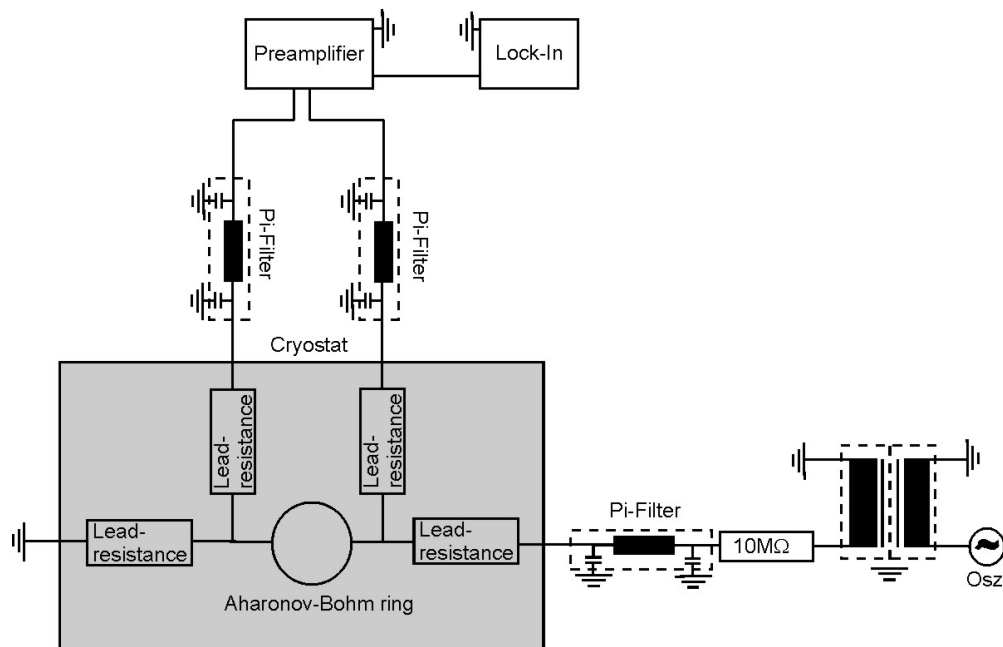 Preamplifier
Lock-In
Pi-Filter
Pi-Filter
Cryostat
Lead-
resistance
Lead-
resistance
Pi-Filter
Lead-
resistance
Lead-
resistance
10MΩ
Osz
Aharonov-Bohm ring